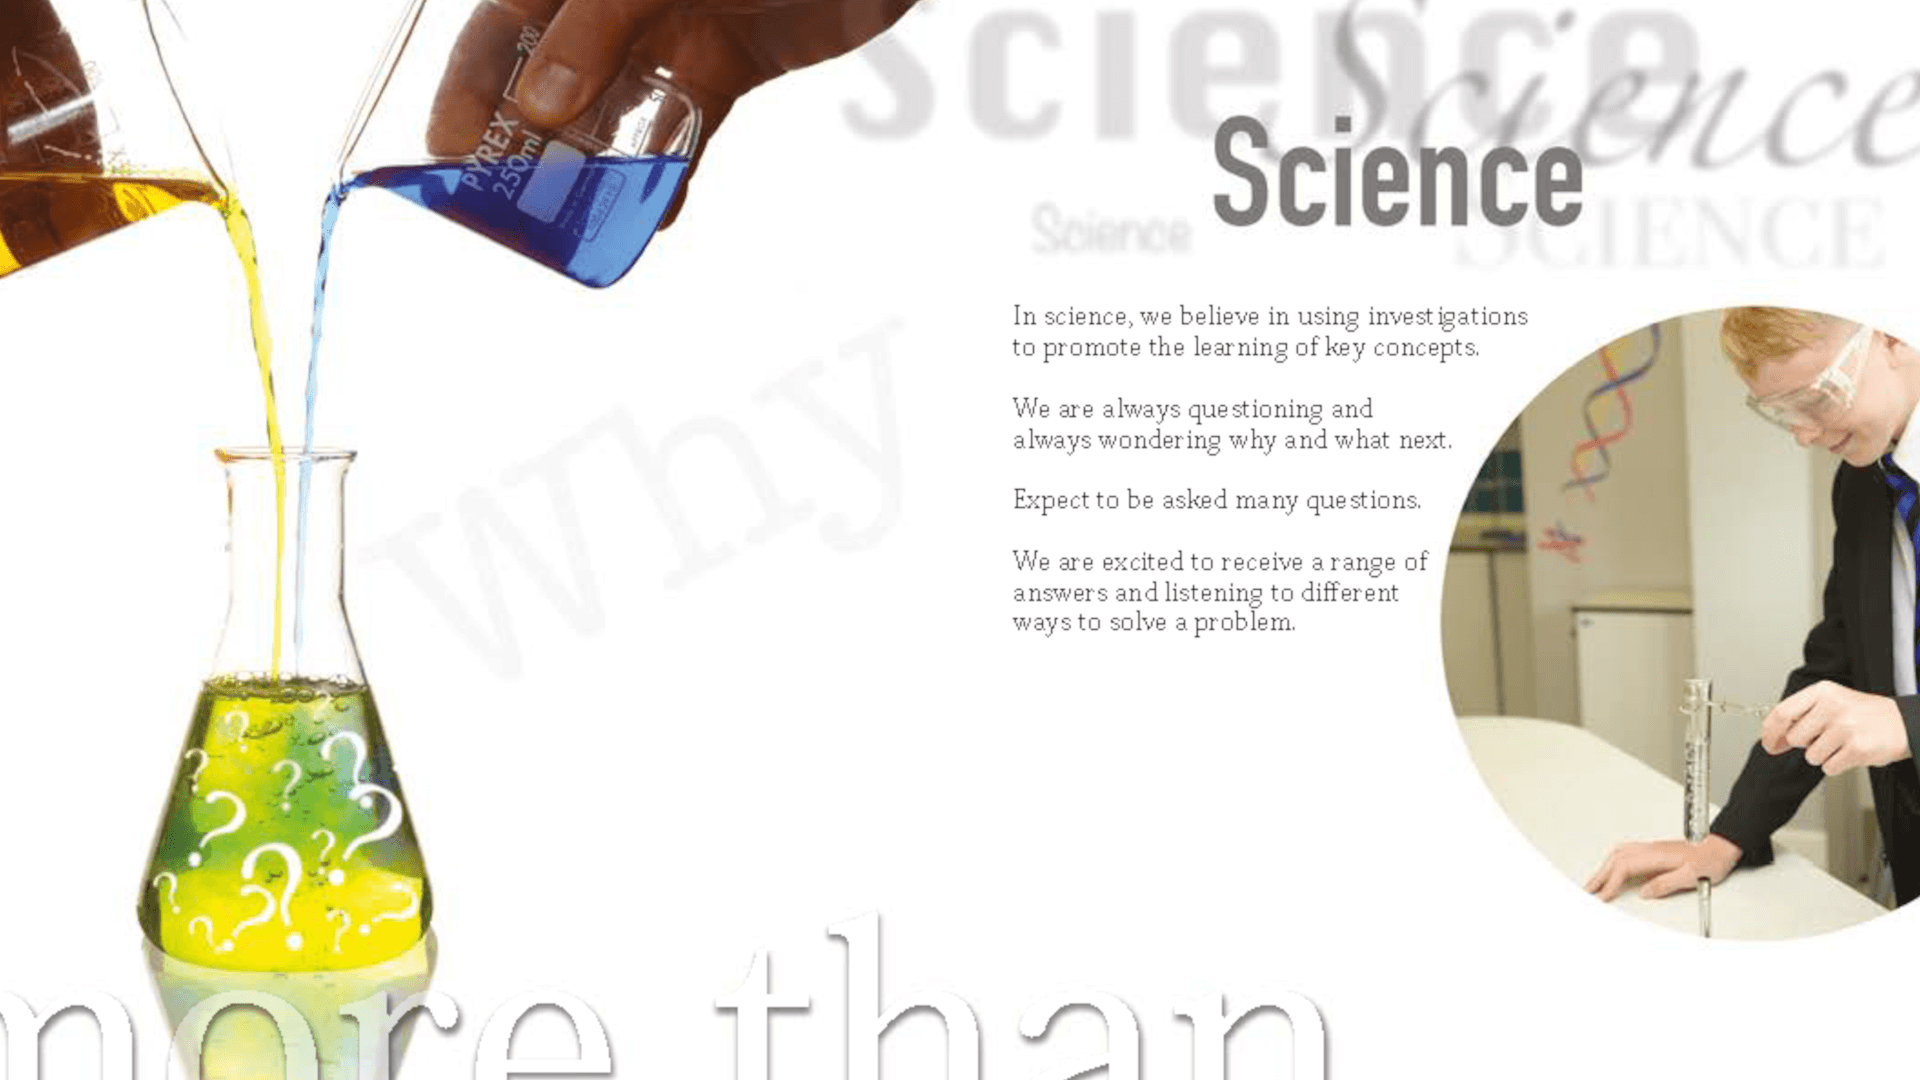 Science
Science
Science
Science
SCIENCE
200
PYREX
250ml
Why
In science, we believe in using investigations
to promote the learning of key concepts.
We are always questioning and
always wondering why and what next.
Expect to be asked many questions.
We are excited to receive a range of
answers and listening to different
ways to solve a problem.
? ? ? ? ? ? ? ? ? ? ? ? ?
more than